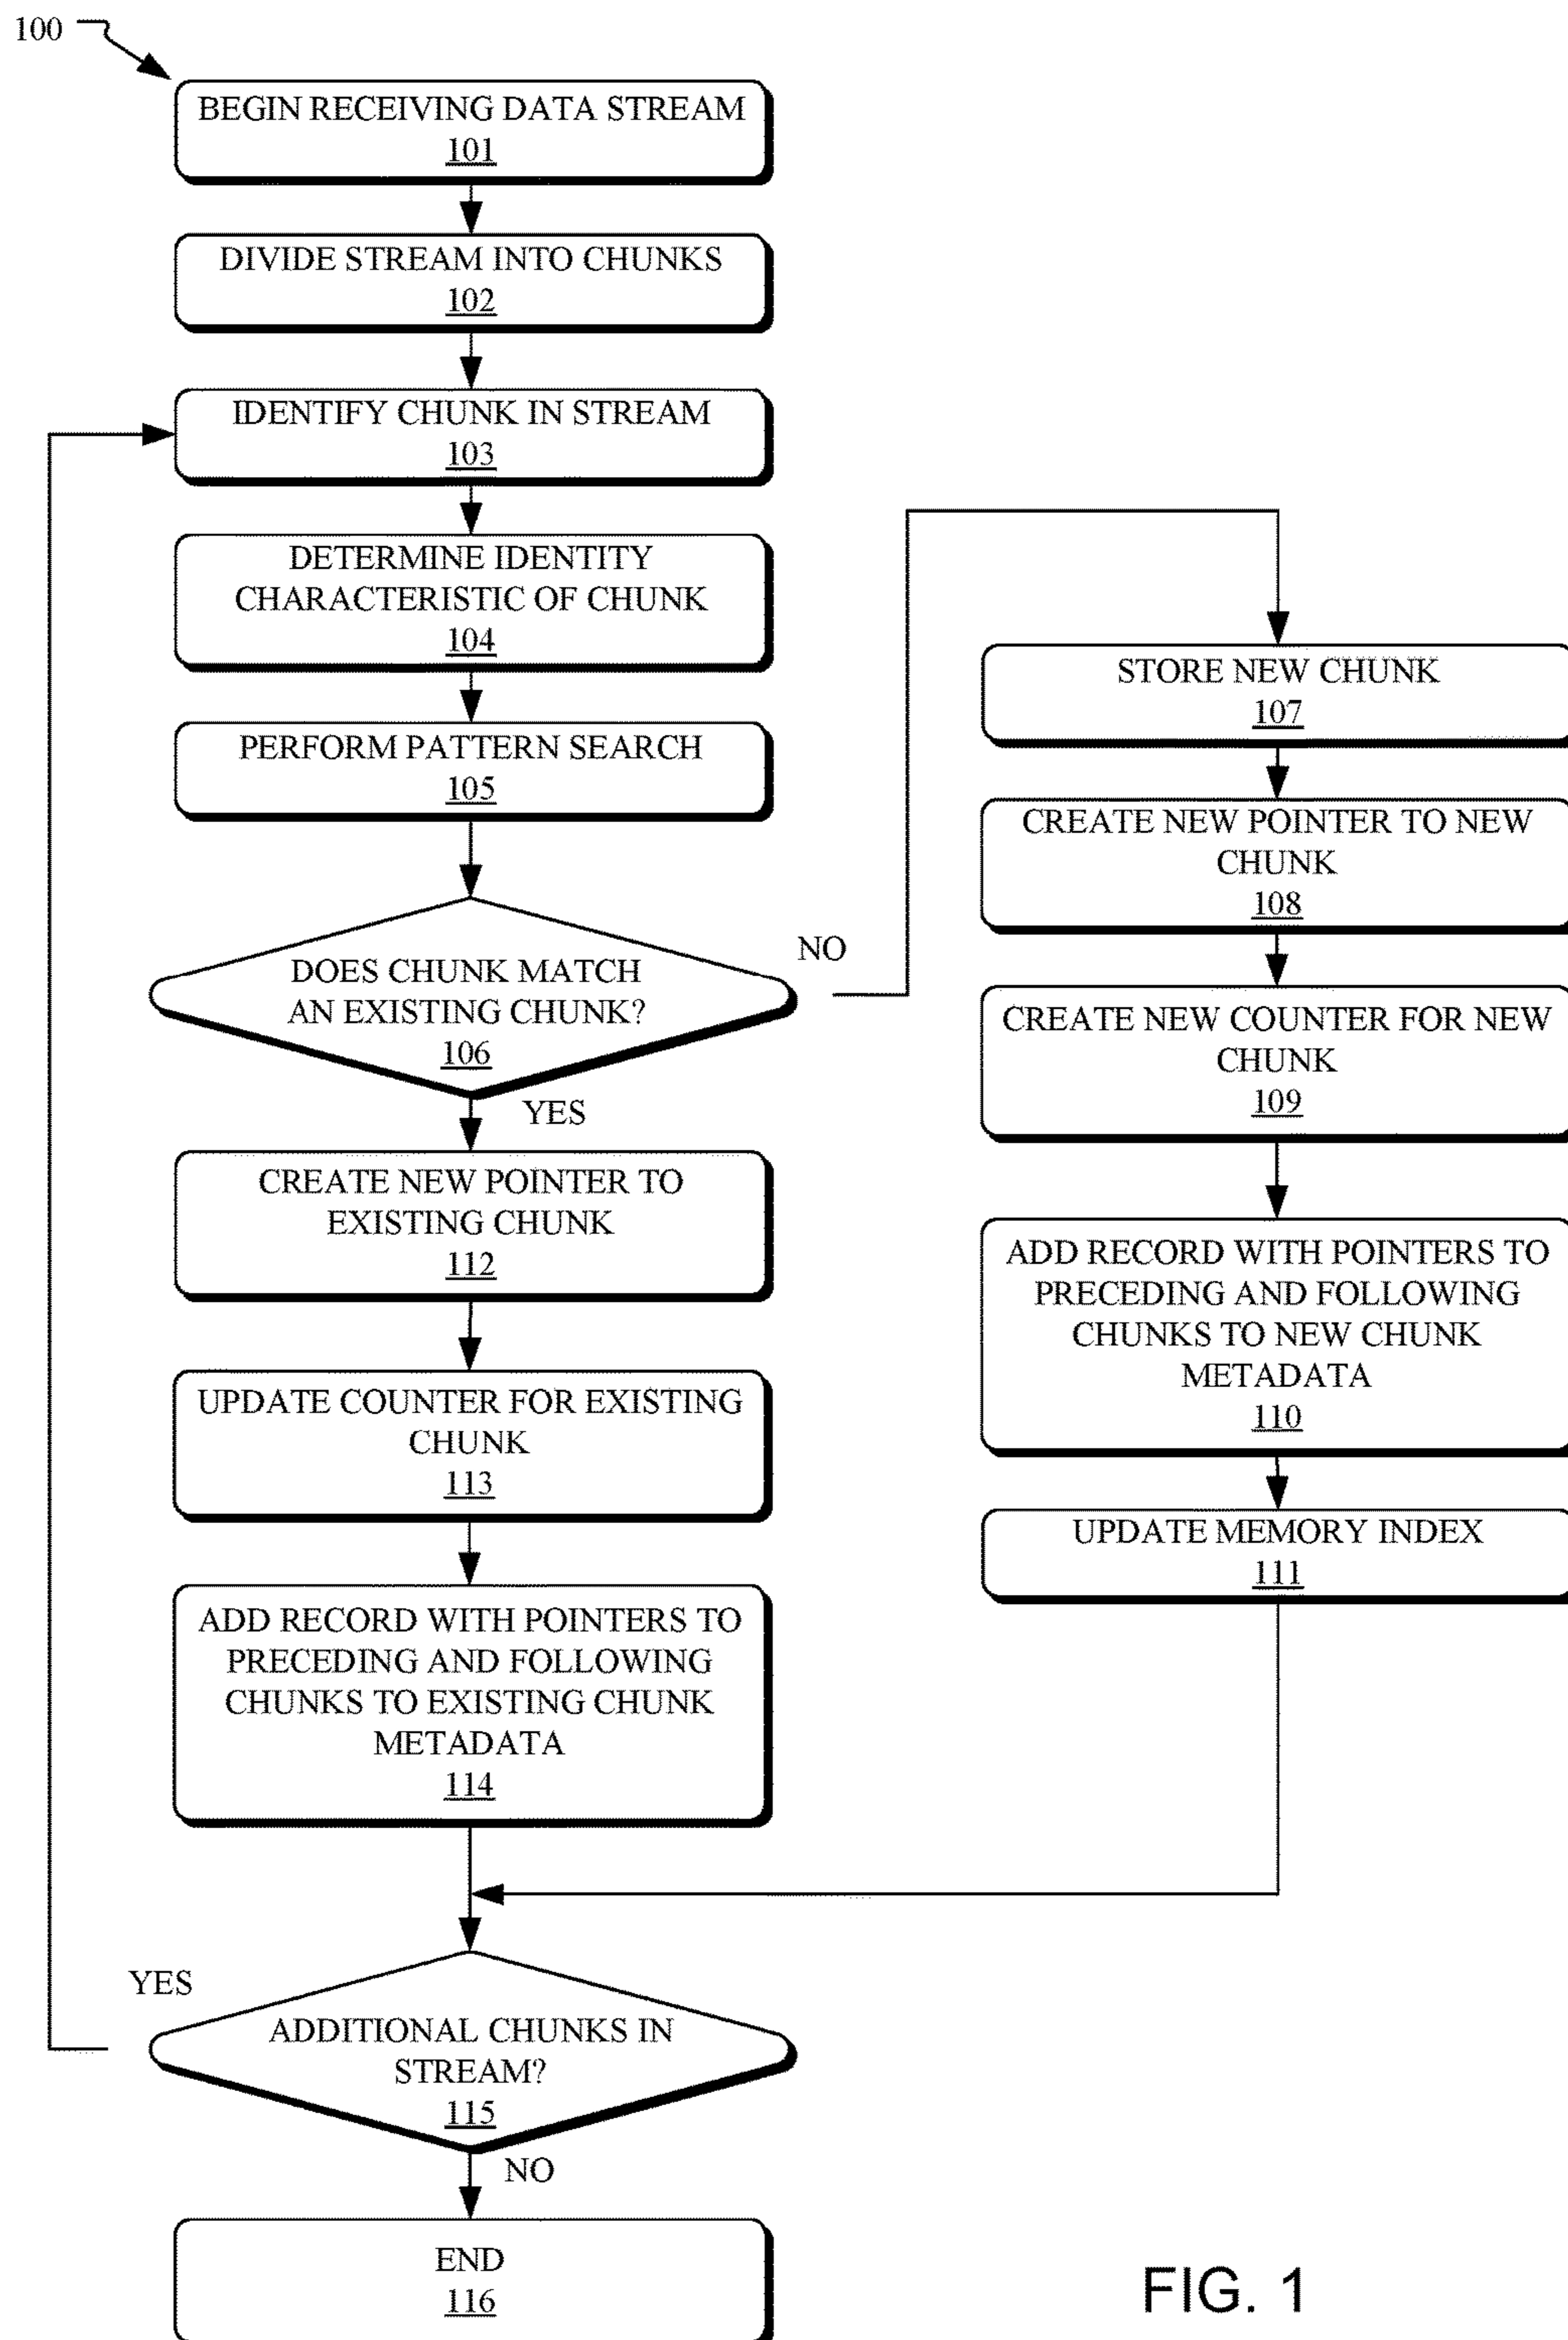 100
BEGIN RECEIVING DATA STREAM
101
DIVIDE STREAM INTO CHUNKS
102
IDENTIFY CHUNK IN STREAM
103
DETERMINE IDENTITY
CHARACTERISTIC OF CHUNK
104
PERFORM PATTERN SEARCH
105
DOES CHUNK MATCH
AN EXISTING CHUNK?
106
NO
YES
STORE NEW CHUNK
107
CREATE NEW POINTER TO NEW
CHUNK
108
CREATE NEW COUNTER FOR NEW
CHUNK
109
ADD RECORD WITH POINTERS TO
PRECEDING AND FOLLOWING
CHUNKS TO NEW CHUNK
METADATA
110
UPDATE MEMORY INDEX
111
CREATE NEW POINTER TO
EXISTING CHUNK
112
UPDATE COUNTER FOR EXISTING
CHUNK
113
ADD RECORD WITH POINTERS TO
PRECEDING AND FOLLOWING
CHUNKS TO EXISTING CHUNK
METADATA
114
YES
ADDITIONAL CHUNKS IN
STREAM?
115
NO
END
116
FIG. 1